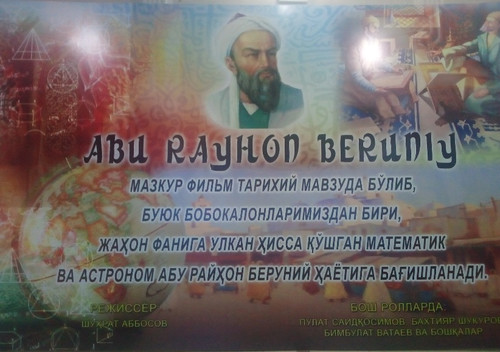 ABU RAYHON BERUNIY
МАЗКУР ФИЛЬМ ТАРИХИЙ МАВЗУДА БЎЛИБ,
БУЮК БОБОКАЛОНЛАРИМИЗДАН БИРИ,
ЖАҲОН ФАНИГА УЛКАН ҲИССА ҚЎШГАН МАТЕМАТИК
ВА АСТРОНОМ АБУ РАЙҲОН БЕРУНИЙ ҲАЁТИГА БАҒИШЛАНАДИ.
РЕЖИССЕР:
ШУҲРАТ АББОСОВ
БОШ РОЛЛАРДА:
ПУЛАТ САИДҚОСИМОВ, БАХТИЯР ШУКУРОВ
БИМБУЛАТ ВАТАЕВ ВА БОШҚАЛАР